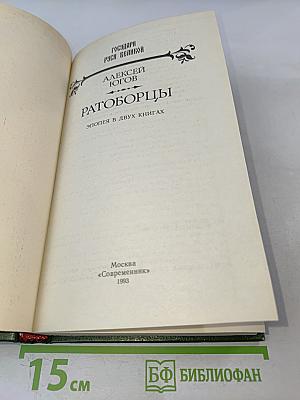 ГОСУДАРИ
РУСИ ВЕЛИКОЙ
АЛЕКСЕЙ
ЮГОВ
РАТОБОРЦЫ
ЭПОПЕЯ В ДВУХ КНИГАХ
Москва
«Современник»
1993
15 см
БФ БИБЛИОФАН